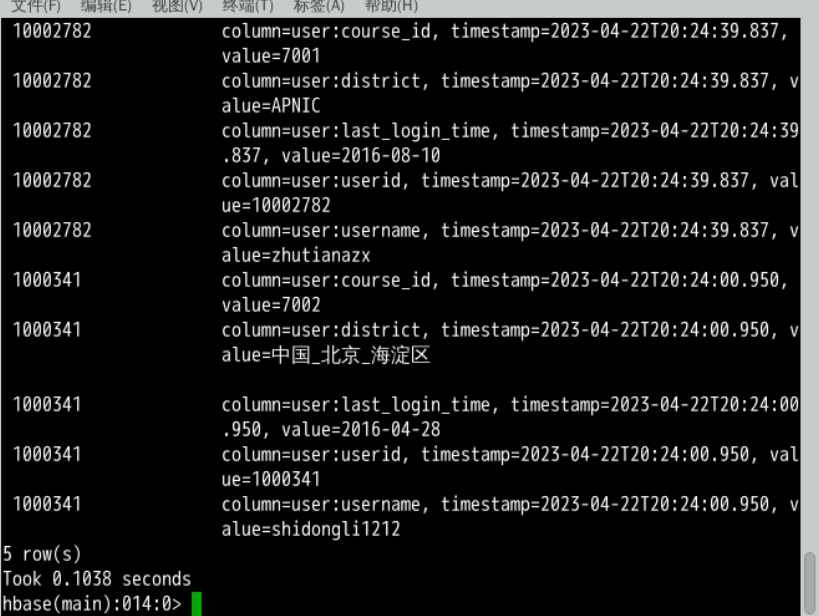 文件(F) 编辑(E) 视图(V) 终端(T) 标签(A) 帮助(H)
10002782 column=user:course_id, timestamp=2023-04-22T20:24:39.837,
value=7001
10002782 column=user:district, timestamp=2023-04-22T20:24:39.837, v
alue=APNIC
10002782 column=user:last_login_time, timestamp=2023-04-22T20:24:39
.837, value=2016-08-10
10002782 column=user:userid, timestamp=2023-04-22T20:24:39.837, val
ue=10002782
10002782 column=user:username, timestamp=2023-04-22T20:24:39.837, v
alue=zhutianazx
1000341 column=user:course_id, timestamp=2023-04-22T20:24:00.950,
value=7002
1000341 column=user:district, timestamp=2023-04-22T20:24:00.950, v
alue=中国_北京_海淀区
1000341 column=user:last_login_time, timestamp=2023-04-22T20:24:00
.950, value=2016-04-28
1000341 column=user:userid, timestamp=2023-04-22T20:24:00.950, val
ue=1000341
1000341 column=user:username, timestamp=2023-04-22T20:24:00.950, v
alue=shidongli1212
5 row(s)
Took 0.1038 seconds
hbase(main):014:0>